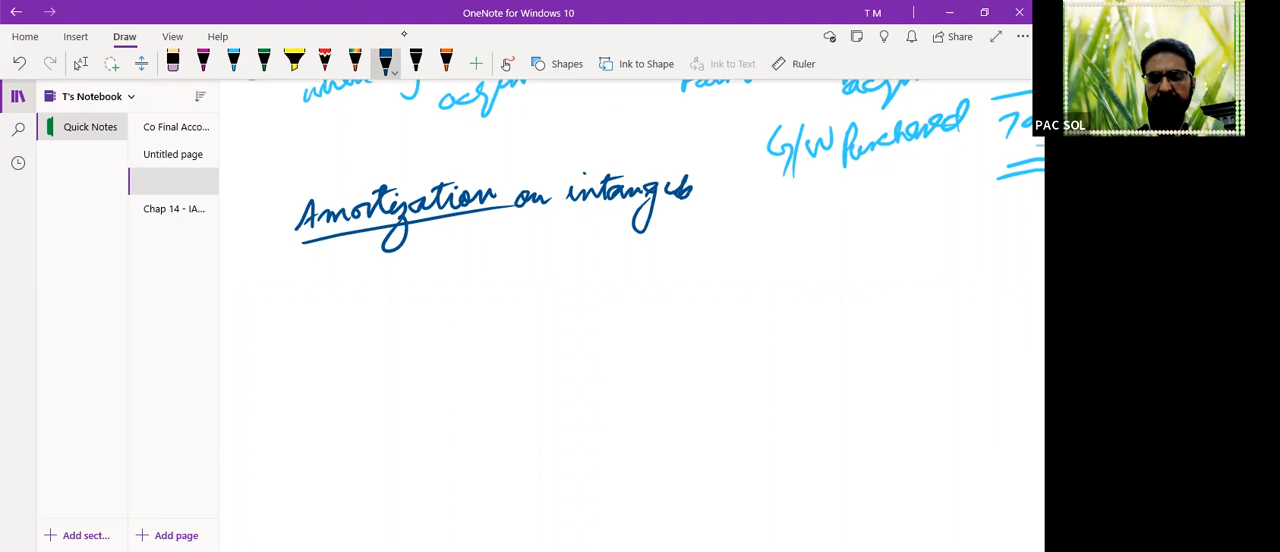 OneNote for Windows 10
T M
Home Insert Draw View Help
Share
Shapes Ink to Shape Ink to Text Ruler
T's Notebook
Quick Notes
Co Final Acco...
Untitled page
Chap 14 - IA...
G/W Purchased
Amortization on intangib
Add sect... Add page
PAC SOL